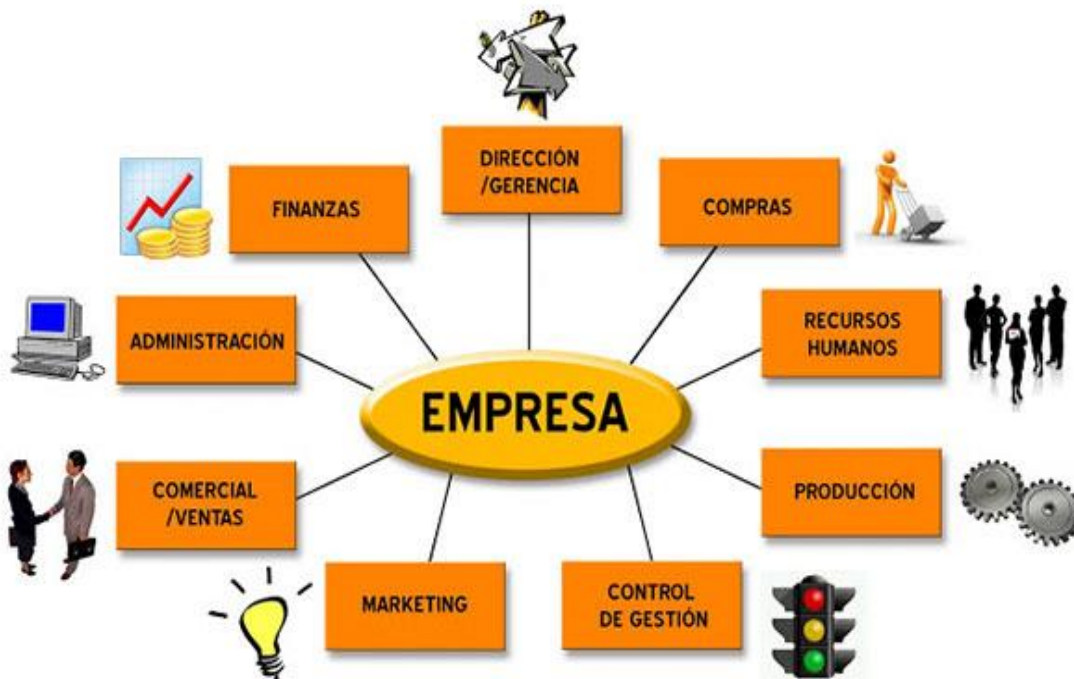 DIRECCIÓN
/GERENCIA
FINANZAS
COMPRAS
ADMINISTRACIÓN
RECURSOS
HUMANOS
EMPRESA
COMERCIAL
/VENTAS
PRODUCCIÓN
MARKETING
CONTROL
DE GESTIÓN